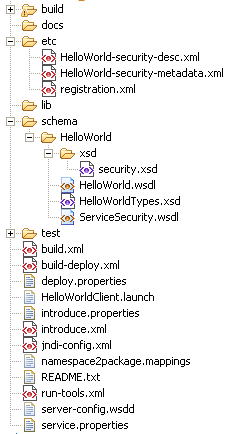 build
docs
etc
HelloWorld-security-desc.xml
HelloWorld-security-metadata.xml
registration.xml
lib
schema
HelloWorld
xsd
security.xsd
HelloWorld.wsdl
HelloWorldTypes.xsd
ServiceSecurity.wsdl
test
build.xml
build-deploy.xml
deploy.properties
HelloWorldClient.launch
introduce.properties
introduce.xml
jndi-config.xml
namespace2package.mappings
README.txt
run-tools.xml
server-config.wsdd
service.properties